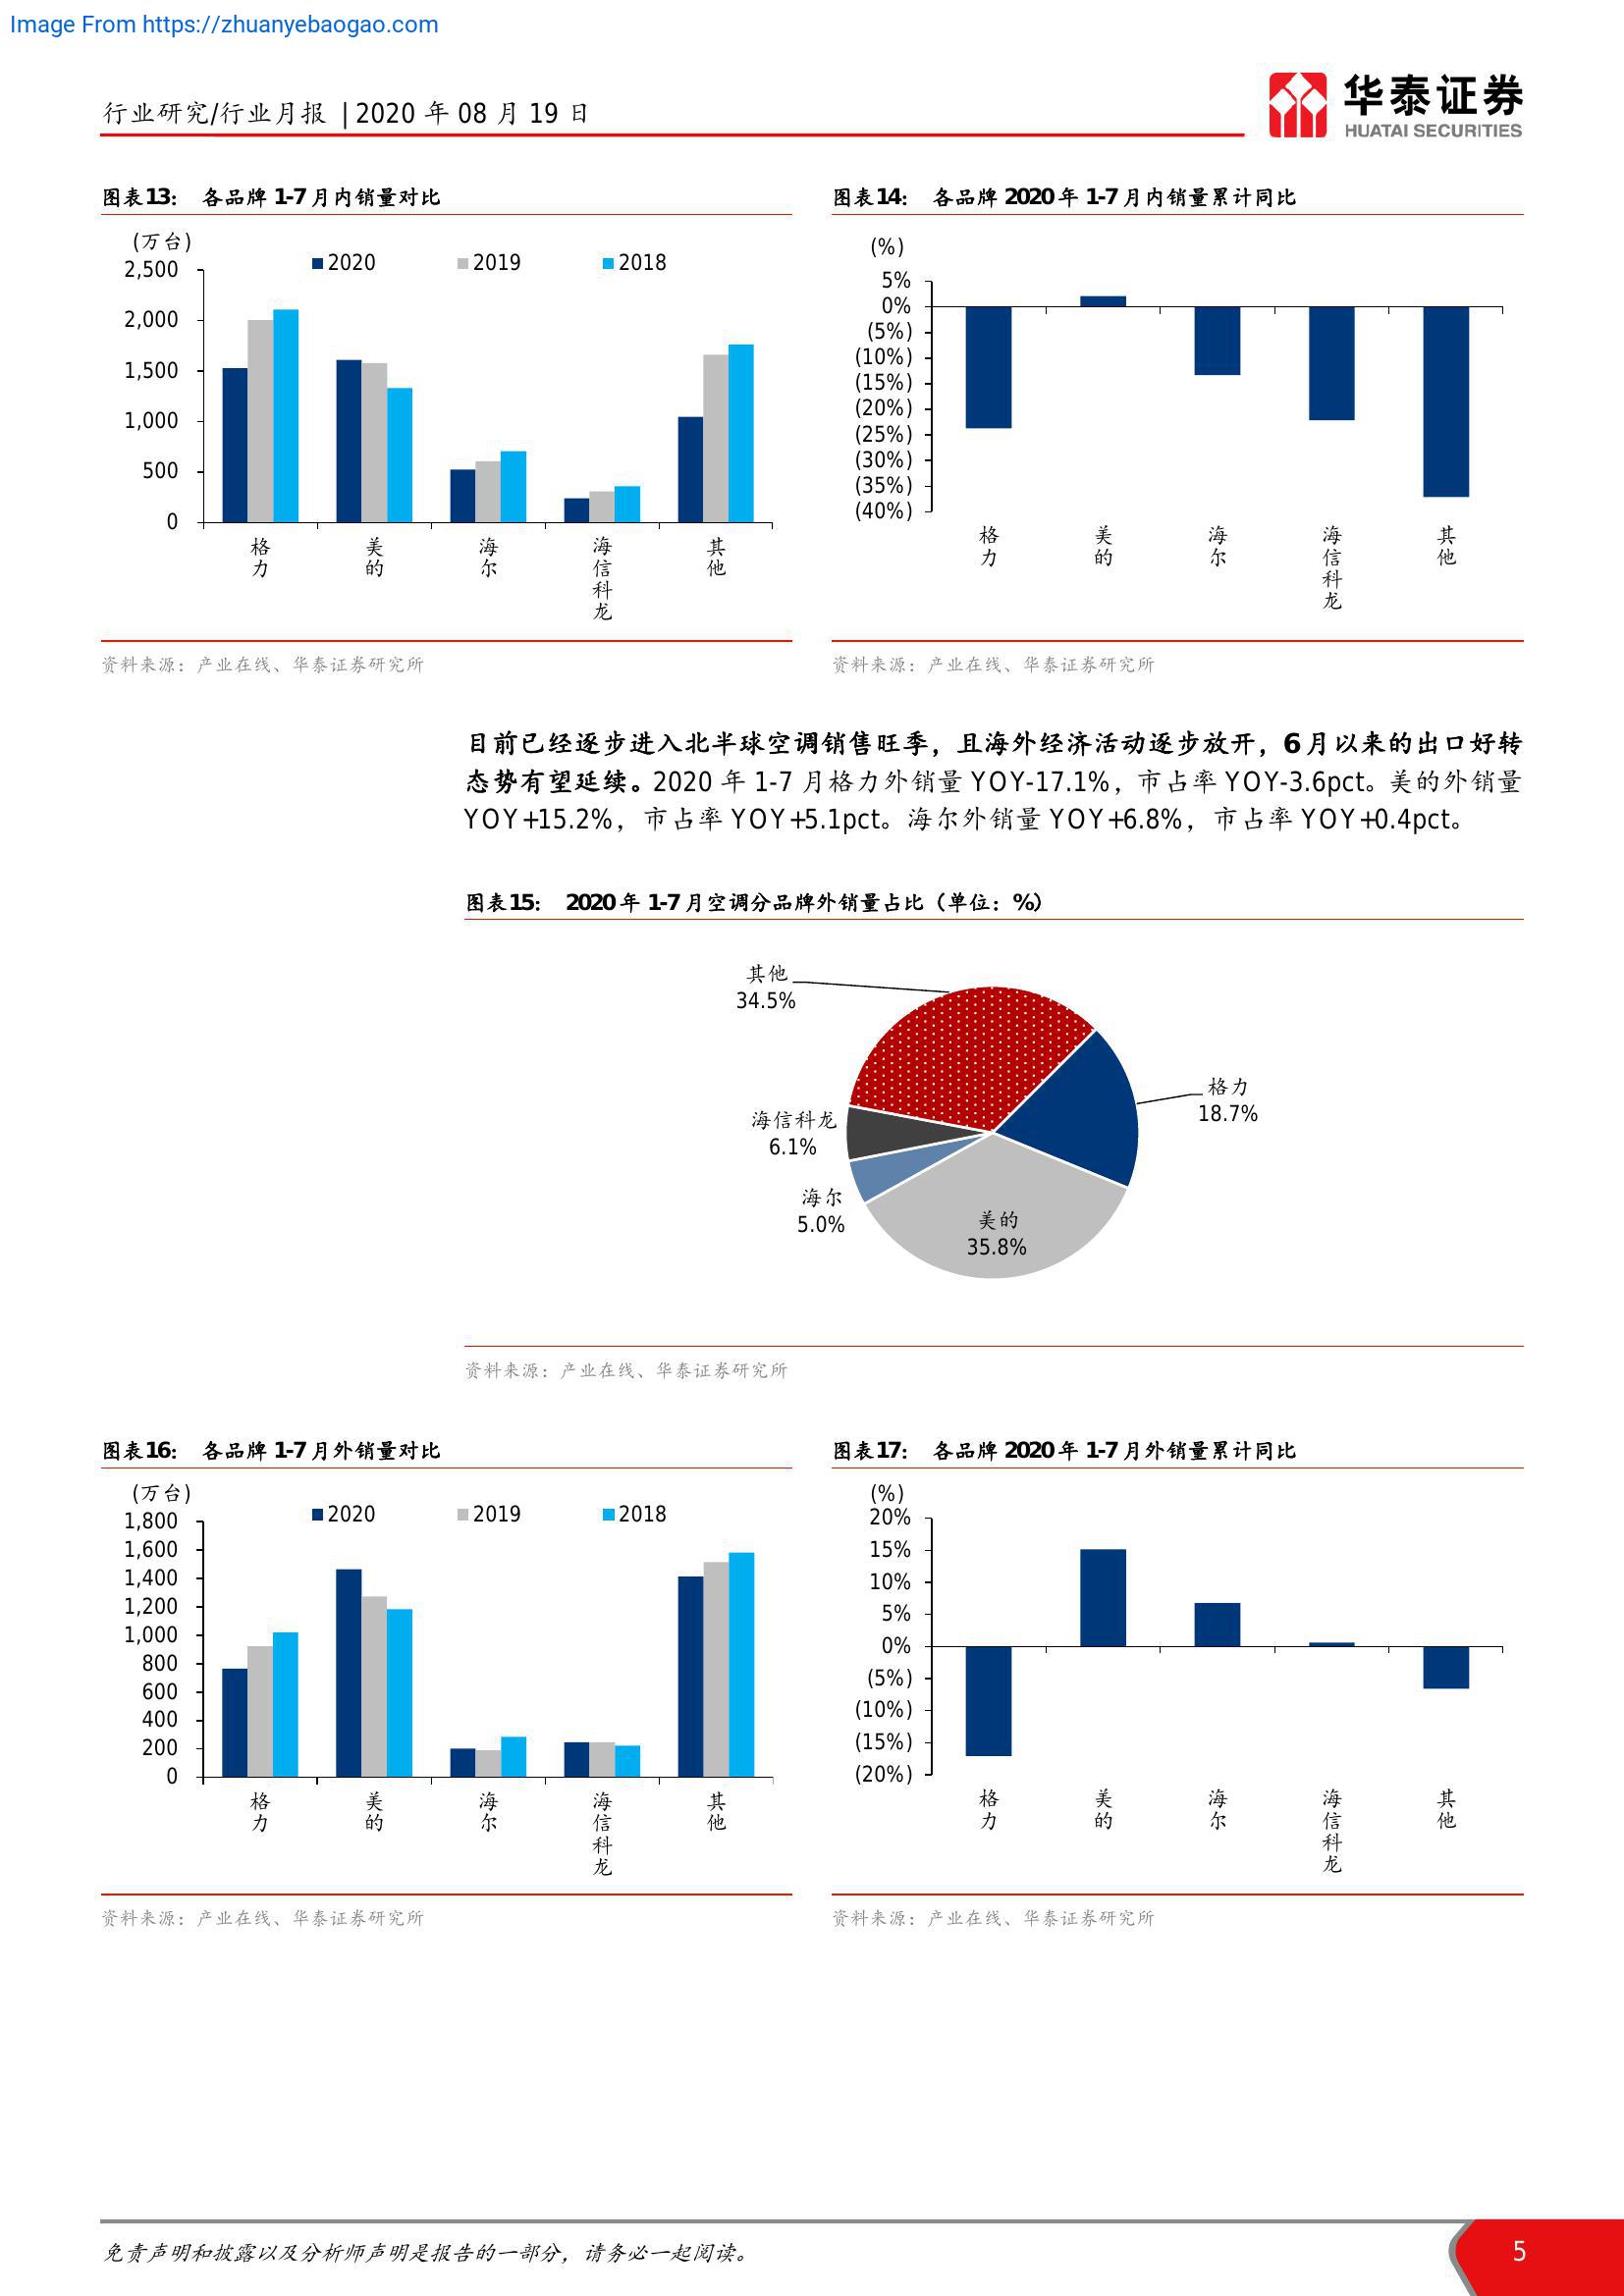 Image From https://zhuanyebaogao.com
行业研究/行业月报 | 2020 年 08 月 19 日
华泰证券
HUATAI SECURITIES
图表13： 各品牌 1-7 月内销量对比
(万台)
2020 2019 2018
2,500
2,000
1,500
1,000
500
0
格力 美的 海尔 海信科龙 其他
资料来源：产业在线、华泰证券研究所
图表14： 各品牌 2020 年 1-7 月内销量累计同比
(%)
5%
0%
(5%)
(10%)
(15%)
(20%)
(25%)
(30%)
(35%)
(40%)
格力 美的 海尔 海信科龙 其他
资料来源：产业在线、华泰证券研究所
目前已经逐步进入北半球空调销售旺季，且海外经济活动逐步放开，6 月以来的出口好转
态势有望延续。2020 年 1-7 月格力外销量 YOY-17.1%，市占率 YOY-3.6pct。美的外销量
YOY+15.2%，市占率 YOY+5.1pct。海尔外销量 YOY+6.8%，市占率 YOY+0.4pct。
图表15： 2020 年 1-7 月空调分品牌外销量占比（单位：%）
其他
34.5%
格力
18.7%
海信科龙
6.1%
海尔
5.0%
美的
35.8%
资料来源：产业在线、华泰证券研究所
图表16： 各品牌 1-7 月外销量对比
(万台)
2020 2019 2018
1,800
1,600
1,400
1,200
1,000
800
600
400
200
0
格力 美的 海尔 海信科龙 其他
资料来源：产业在线、华泰证券研究所
图表17： 各品牌 2020 年 1-7 月外销量累计同比
(%)
20%
15%
10%
5%
0%
(5%)
(10%)
(15%)
(20%)
格力 美的 海尔 海信科龙 其他
资料来源：产业在线、华泰证券研究所
免责声明和披露以及分析师声明是报告的一部分，请务必一起阅读。
5